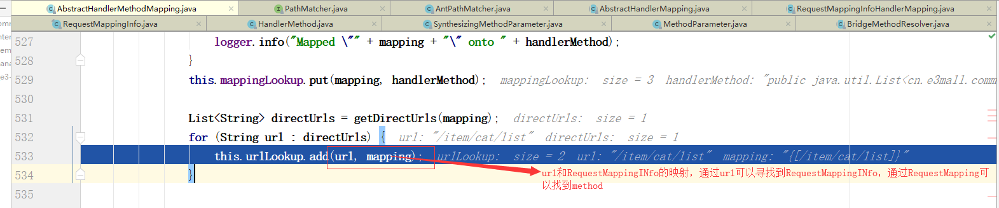 AbstractHandlerMethodMapping.java
PathMatcher.java
AntPathMatcher.java
AbstractHandlerMapping.java
RequestMappingInfoHandlerMapping.java
RequestMappingInfo.java
HandlerMethod.java
SynthesizingMethodParameter.java
MethodParameter.java
BridgeMethodResolver.java
527 logger.info("Mapped \"" + mapping + "\" onto " + handlerMethod);
528 }
529 this.mappingLookup.put(mapping, handlerMethod); mappingLookup: size = 3 handlerMethod: "public java.util.List<cn.e3mall.comm
530
531 List<String> directUrls = getDirectUrls(mapping); directUrls: size = 1
532 for (String url : directUrls) { url: "/item/cat/list" directUrls: size = 1
533 this.urlLookup.add(url, mapping); urlLookup: size = 2 url: "/item/cat/list" mapping: "{[/item/cat/list]}"
534 }
url和RequestMappingINfo的映射，通过url可以寻找到RequestMappingINfo，通过RequestMapping可
以找到method
535